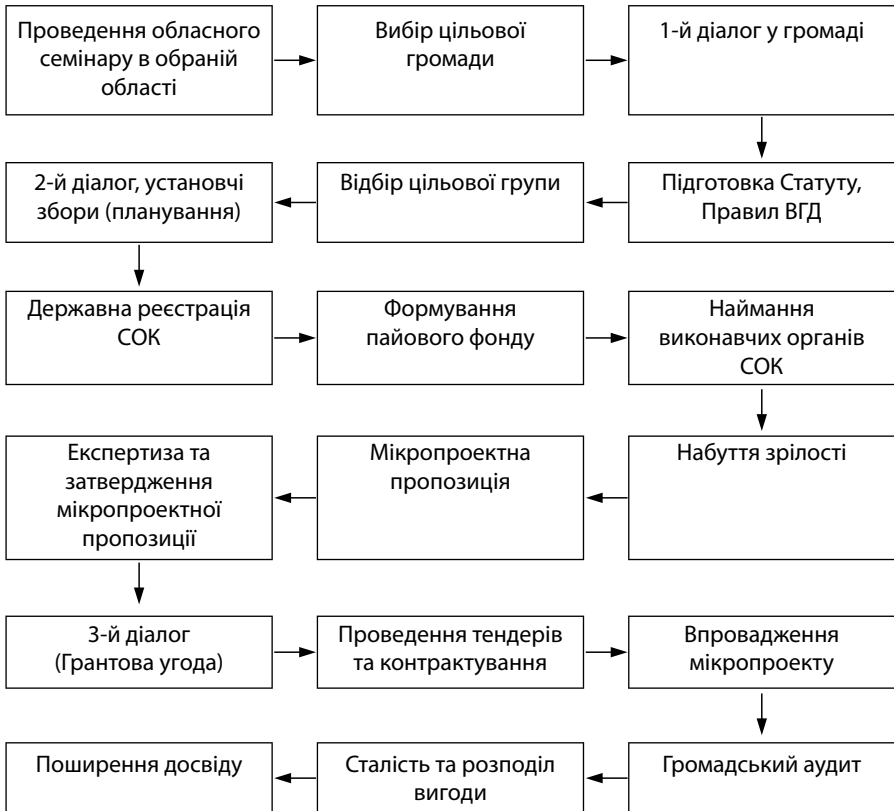 Проведення обласного
семінару в обраній
області
Вибір цільової
громади
1-й діалог у громаді
2-й діалог, установчі
збори (планування)
Відбір цільової групи
Підготовка Статуту,
Правил ВГД
Державна реєстрація
СОК
Формування
пайового фонду
Наймання
виконавчих органів
СОК
Експертиза та
затвердження
мікропроектної
пропозиції
Мікропроектна
пропозиція
Набуття зрілості
3-й діалог
(Грантова угода)
Проведення тендерів
та контрактування
Впровадження
мікропроекту
Поширення досвіду
Сталість та розподіл
вигоди
Громадський аудит